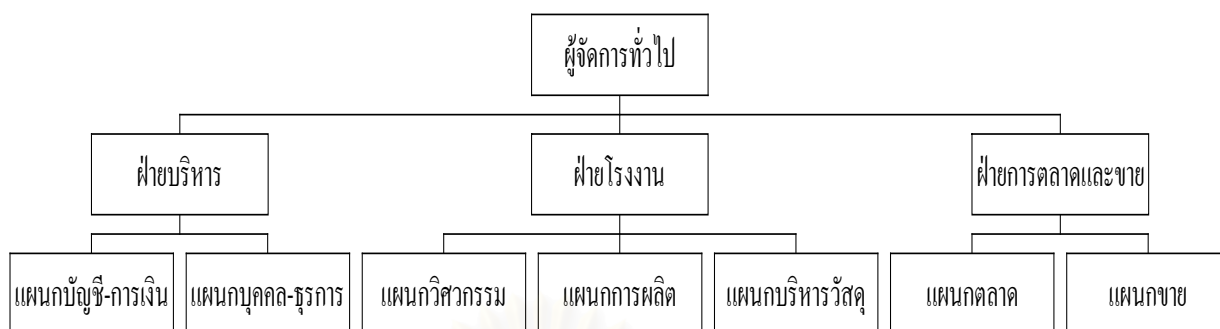 ผู้จัดการทั่วไป
ฝ่ายบริหาร
ฝ่ายโรงงาน
ฝ่ายการตลาดและขาย
แผนกบัญชี-การเงิน
แผนกบุคคล-ธุรการ
แผนกวิศวกรรม
แผนกการผลิต
แผนกบริหารวัสดุ
แผนกตลาด
แผนกขาย